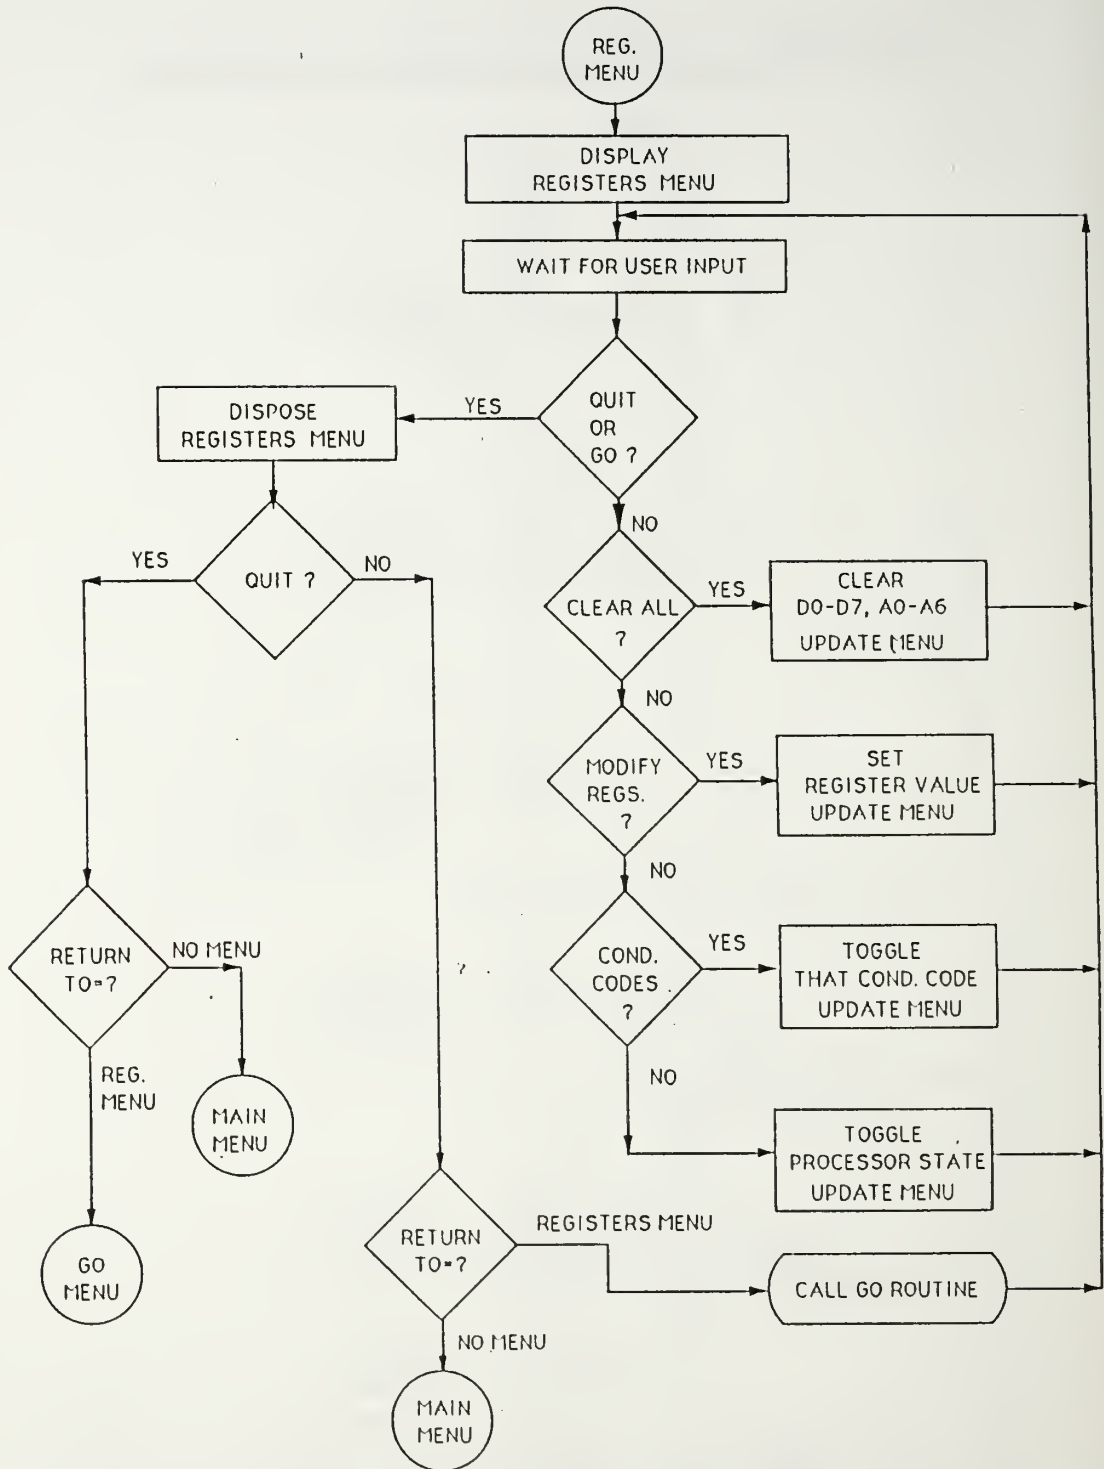 REG.
MENU
DISPLAY
REGISTERS MENU
WAIT FOR USER INPUT
QUIT
OR
GO ?
YES
DISPOSE
REGISTERS MENU
NO
QUIT ?
YES
NO
CLEAR ALL
?
YES
CLEAR
D0-D7, A0-A6
UPDATE MENU
NO
MODIFY
REGS.
?
YES
SET
REGISTER VALUE
UPDATE MENU
NO
COND.
CODES
?
YES
TOGGLE
THAT COND. CODE
UPDATE MENU
NO
TOGGLE
PROCESSOR STATE
UPDATE MENU
RETURN
TO=?
NO MENU
MAIN
MENU
REG.
MENU
GO
MENU
RETURN
TO=?
REGISTERS MENU
CALL GO ROUTINE
NO MENU
MAIN
MENU